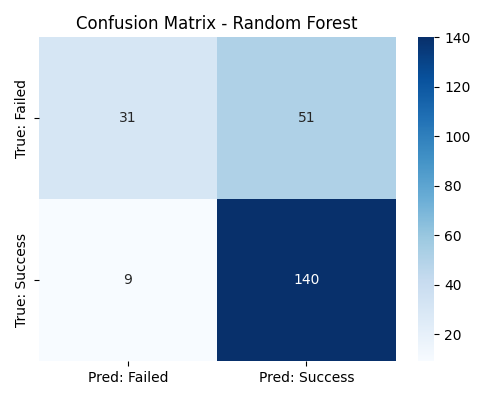 Confusion Matrix - Random Forest
True: Failed
31
51
True: Success
9
140
Pred: Failed
Pred: Success
140
120
100
80
60
40
20